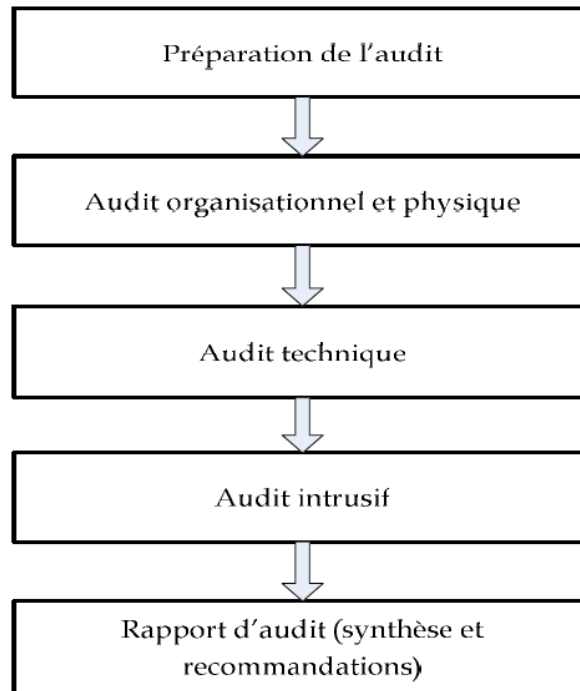 Préparation de l'audit
Audit organisationnel et physique
Audit technique
Audit intrusif
Rapport d'audit (synthèse et
recommandations)